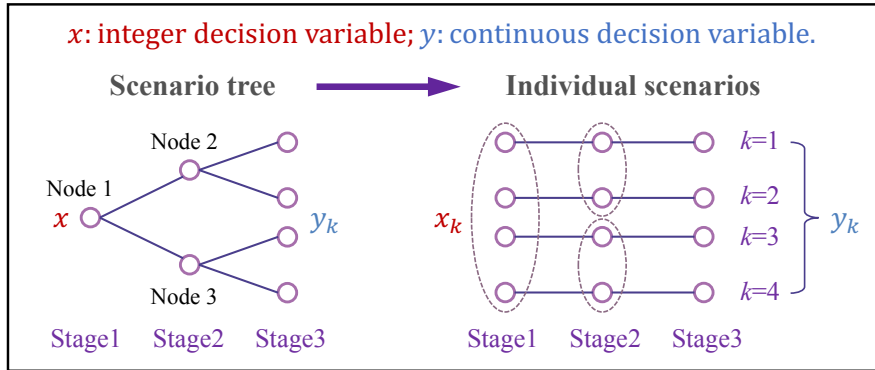 x: integer decision variable; y: continuous decision variable.
Scenario tree
Individual scenarios
Node 1
Node 2
Node 3
x
y_k
Stage1 Stage2 Stage3
x_k
k=1
k=2
k=3
k=4
y_k
Stage1 Stage2 Stage3